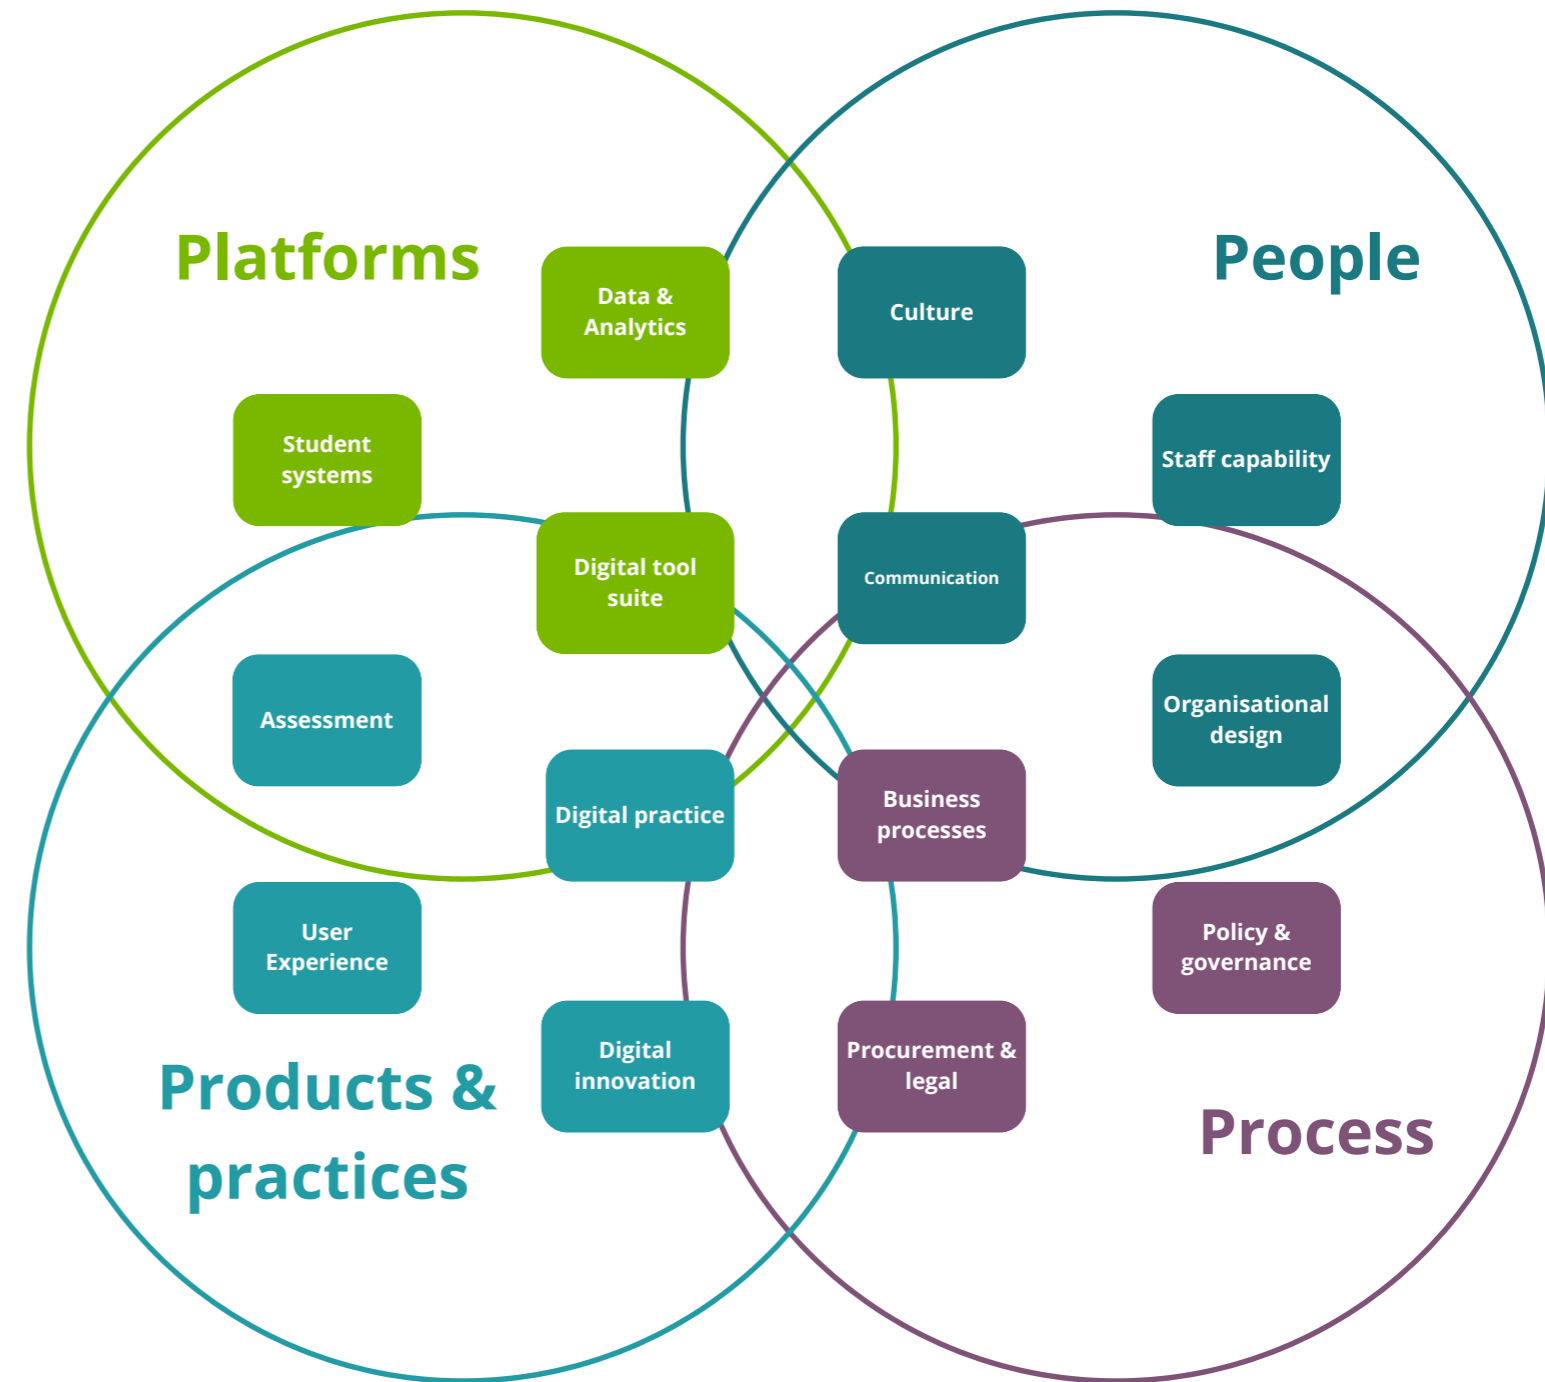 Platforms
People
Data &
Analytics
Culture
Student
systems
Staff capability
Digital tool
suite
Communication
Assessment
Organisational
design
Digital practice
Business
processes
User
Experience
Policy &
governance
Digital
innovation
Procurement &
legal
Products &
practices
Process